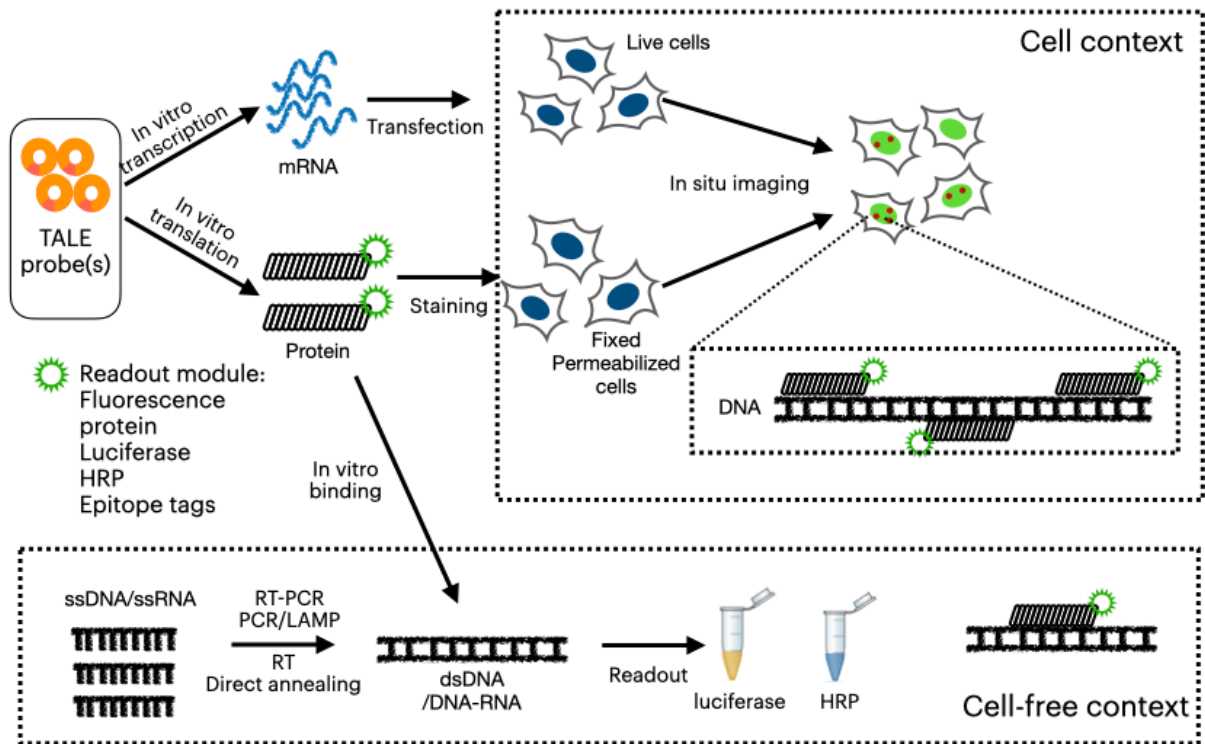 Cell context
Live cells
In vitro
transcription
mRNA
Transfection
In situ imaging
TALE
probe(s)
In vitro
translation
Protein
Staining
Fixed
Permeabilized
cells
DNA
Readout module:
Fluorescence
protein
Luciferase
HRP
Epitope tags
In vitro
binding
ssDNA/ssRNA
RT-PCR
PCR/LAMP
RT
Direct annealing
dsDNA
/DNA-RNA
Readout
luciferase
HRP
Cell-free context